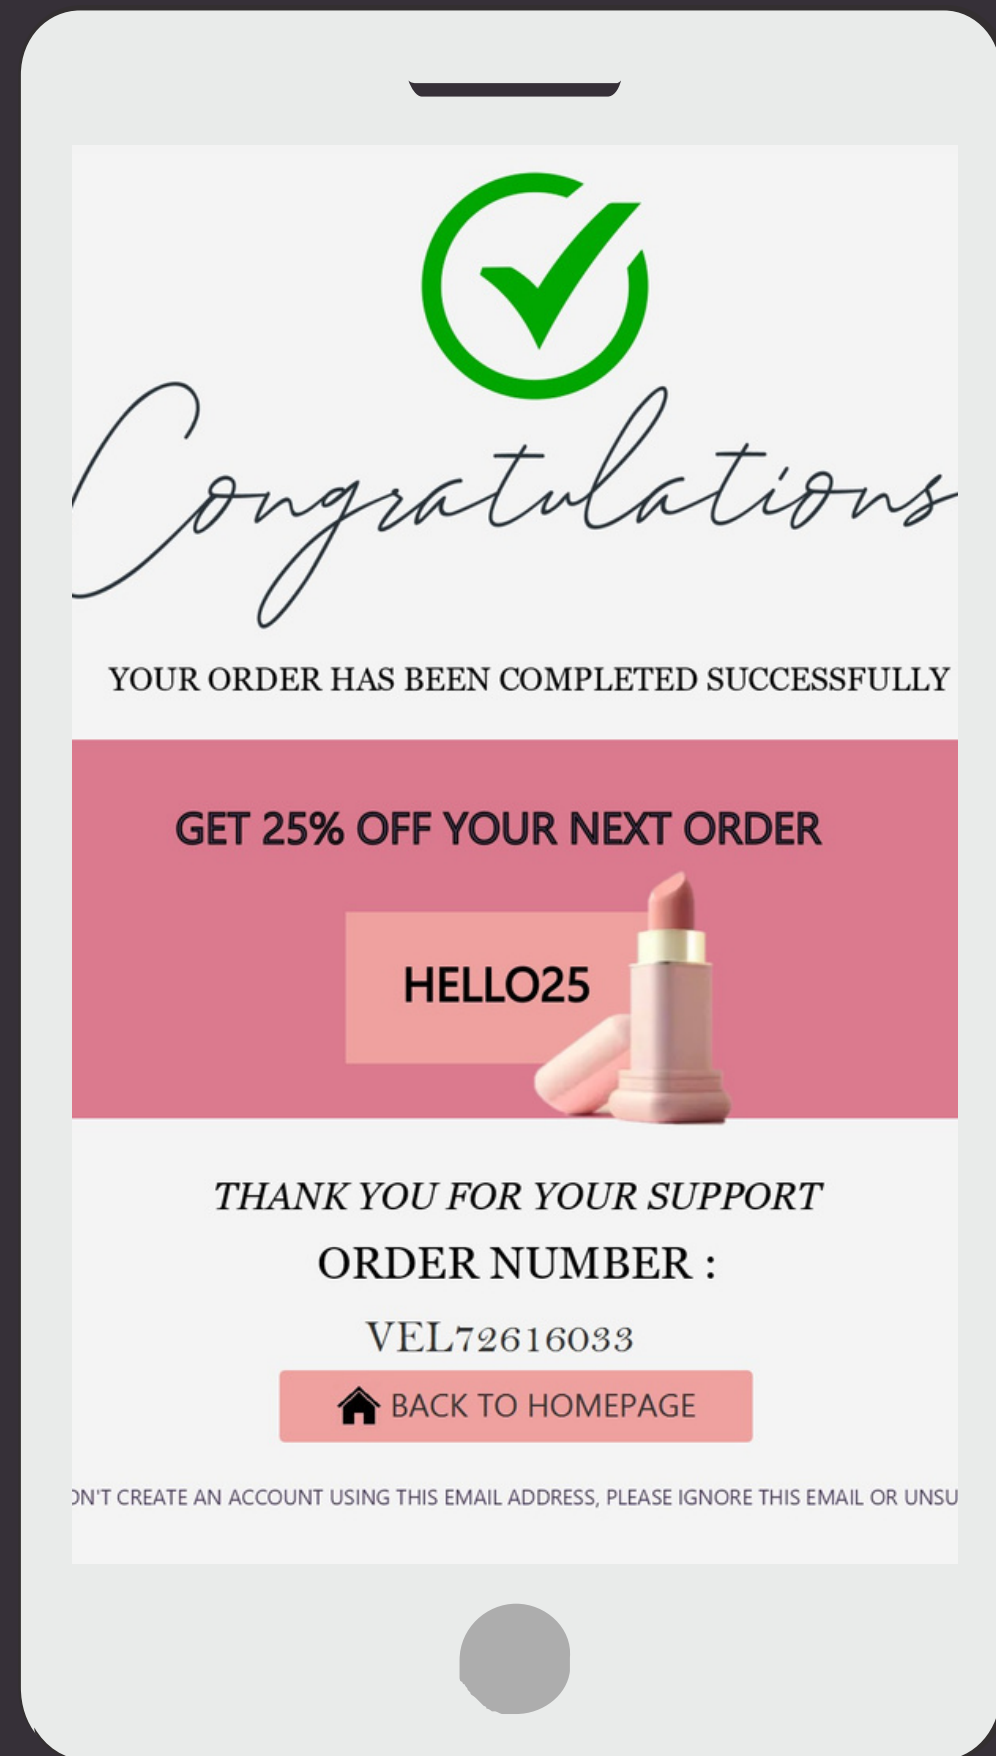 Congratulations
YOUR ORDER HAS BEEN COMPLETED SUCCESSFULLY
GET 25% OFF YOUR NEXT ORDER
HELLO25
THANK YOU FOR YOUR SUPPORT
ORDER NUMBER :
VEL72616033
BACK TO HOMEPAGE
ON'T CREATE AN ACCOUNT USING THIS EMAIL ADDRESS, PLEASE IGNORE THIS EMAIL OR UNSU